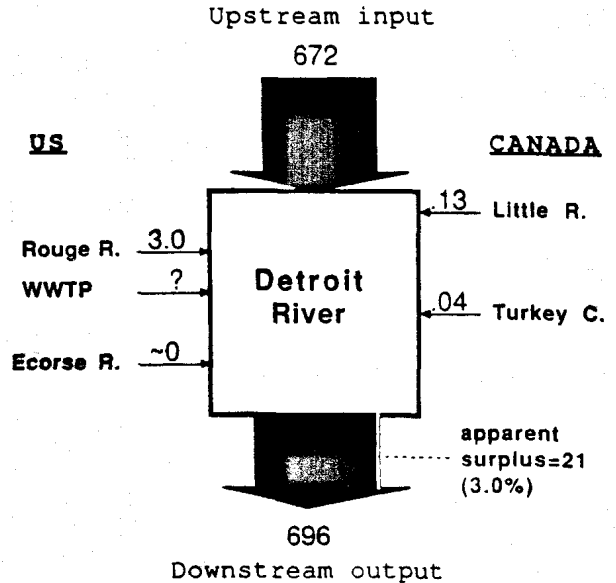 Upstream input
672
US
CANADA
.13 Little R.
Rouge R. 3.0
WWTP ?
Detroit
River
.04 Turkey C.
Ecorse R. ~0
apparent
surplus=21
(3.0%)
696
Downstream output